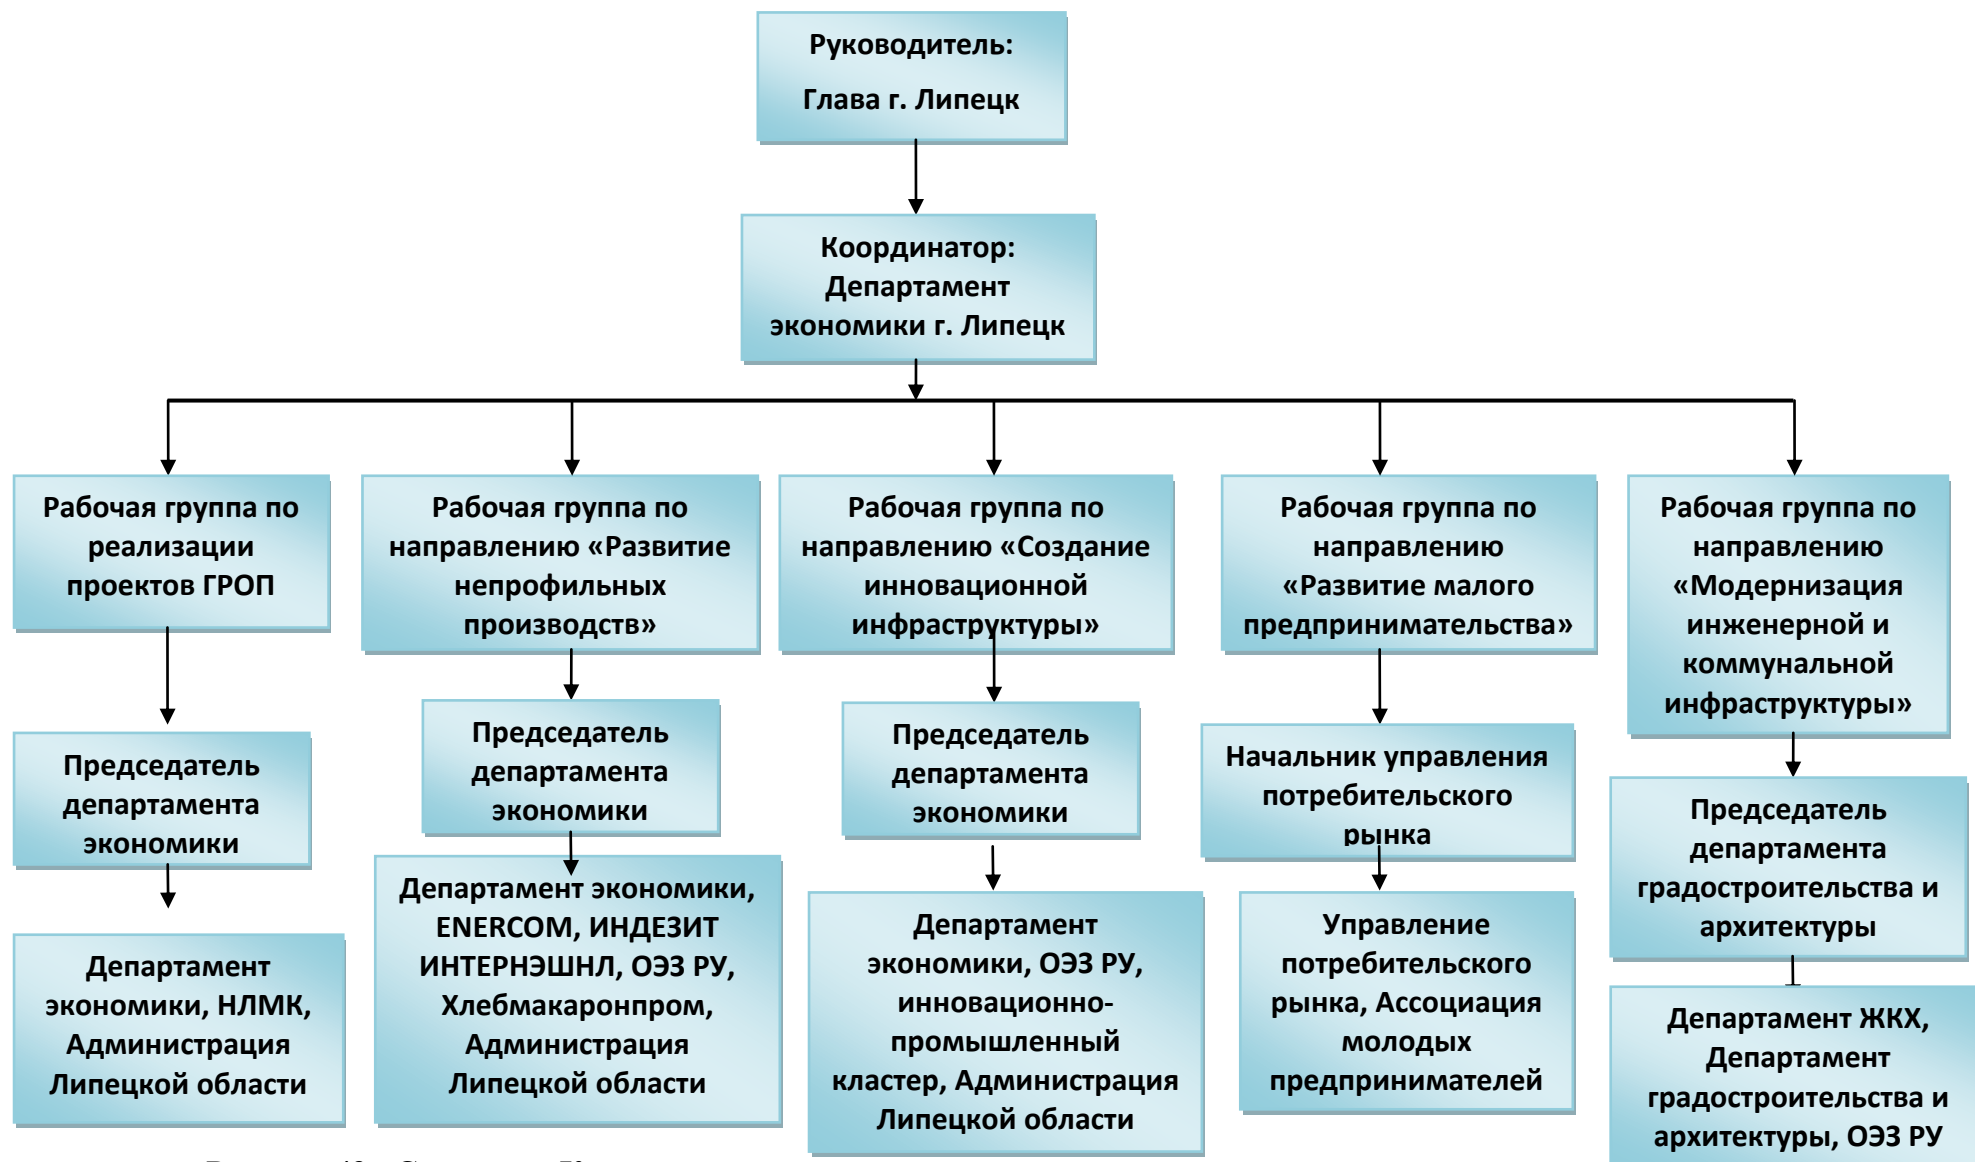 Руководитель:
Глава г. Липецк
Координатор:
Департамент
экономики г. Липецк
Рабочая группа по
реализации
проектов ГРОП
Рабочая группа по
направлению «Развитие
непрофильных
производств»
Рабочая группа по
направлению «Создание
инновационной
инфраструктуры»
Рабочая группа по
направлению
«Развитие малого
предпринимательства»
Рабочая группа по
направлению
«Модернизация
инженерной и
коммунальной
инфраструктуры»
Председатель
департамента
экономики
Председатель
департамента
экономики
Председатель
департамента
экономики
Начальник управления
потребительского
рынка
Председатель
департамента
градостроительства и
архитектуры
Департамент
экономики, НЛМК,
Администрация
Липецкой области
Департамент экономики,
ENERCOM, ИНДЕЗИТ
ИНТЕРНЭШНЛ, ОЭЗ РУ,
Хлебмакаронпром,
Администрация
Липецкой области
Департамент
экономики, ОЭЗ РУ,
инновационно-
промышленный
кластер, Администрация
Липецкой области
Управление
потребительского
рынка, Ассоциация
молодых
предпринимателей
Департамент ЖКХ,
Департамент
градостроительства и
архитектуры, ОЭЗ РУ